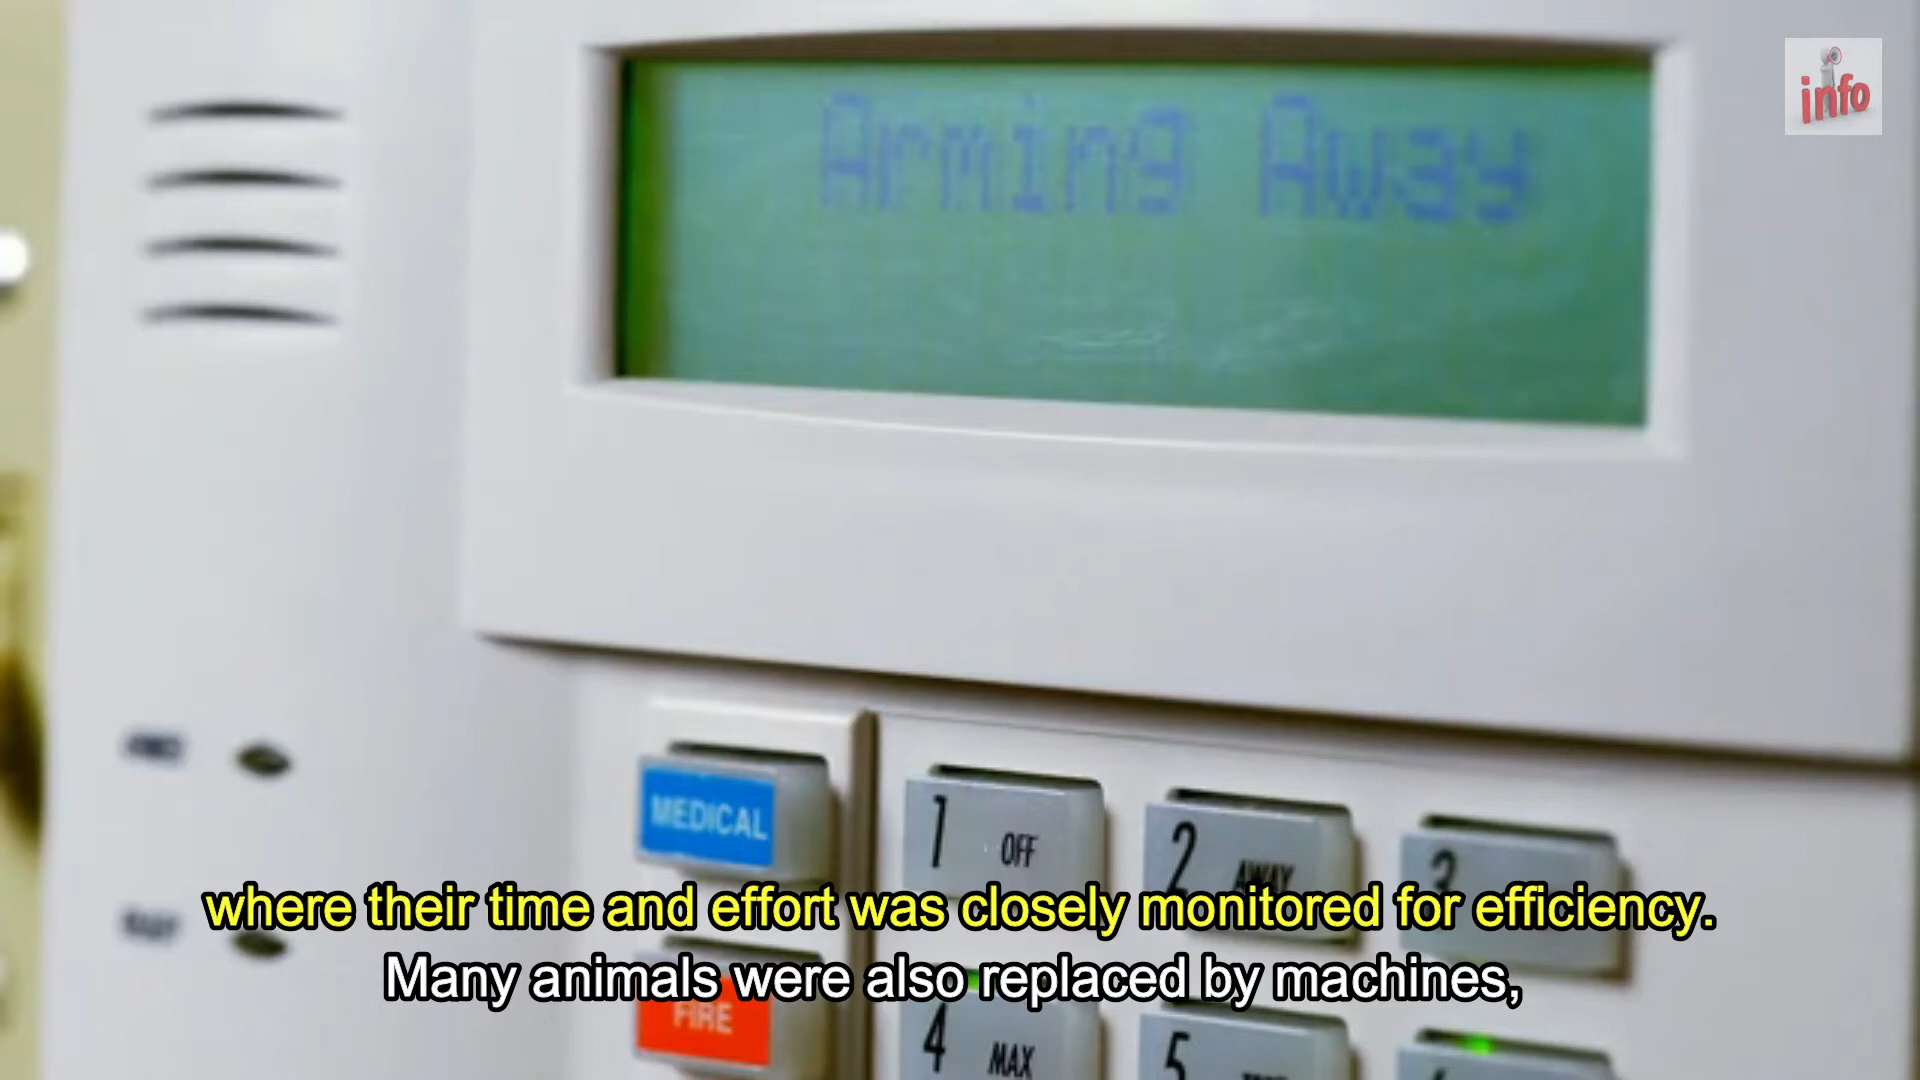 info
Arming Away
MEDICAL
1 OFF
2 AWAY
3
where their time and effort was closely monitored for efficiency.
Many animals were also replaced by machines,
FIRE
4 MAX
5